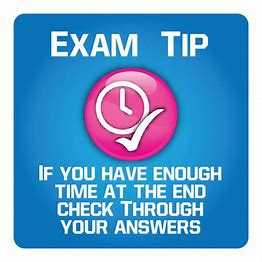 Exam Tip
If you have enough
time at the end
check Through
your answers